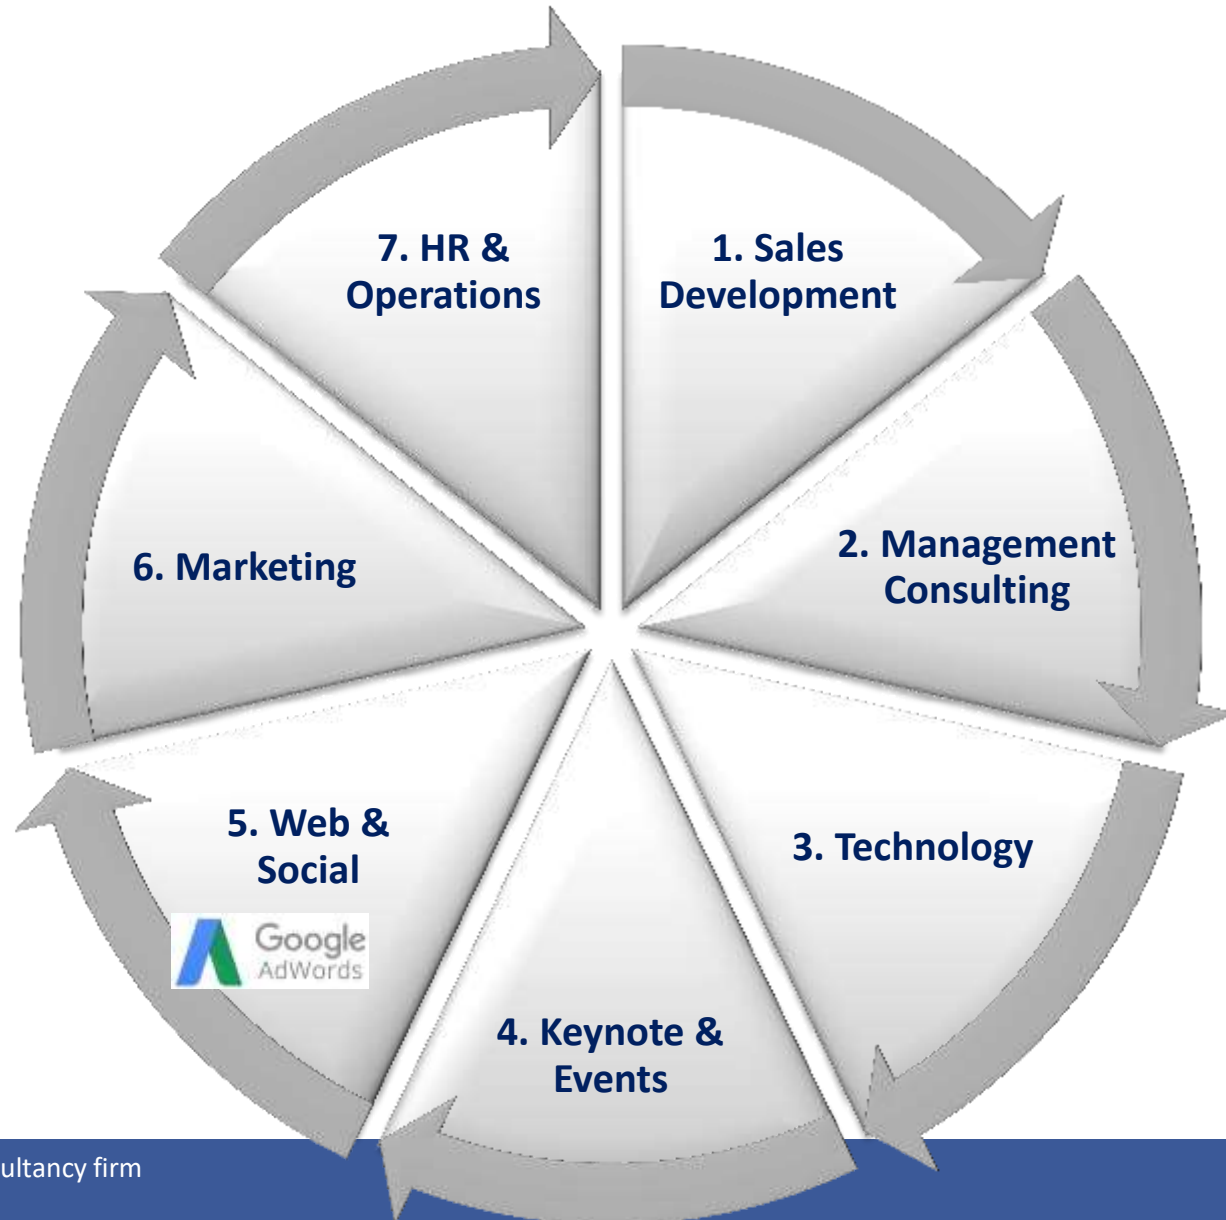 1. Sales
Development
2. Management
Consulting
3. Technology
4. Keynote &
Events
5. Web &
Social
Google
AdWords
6. Marketing
7. HR &
Operations
firm